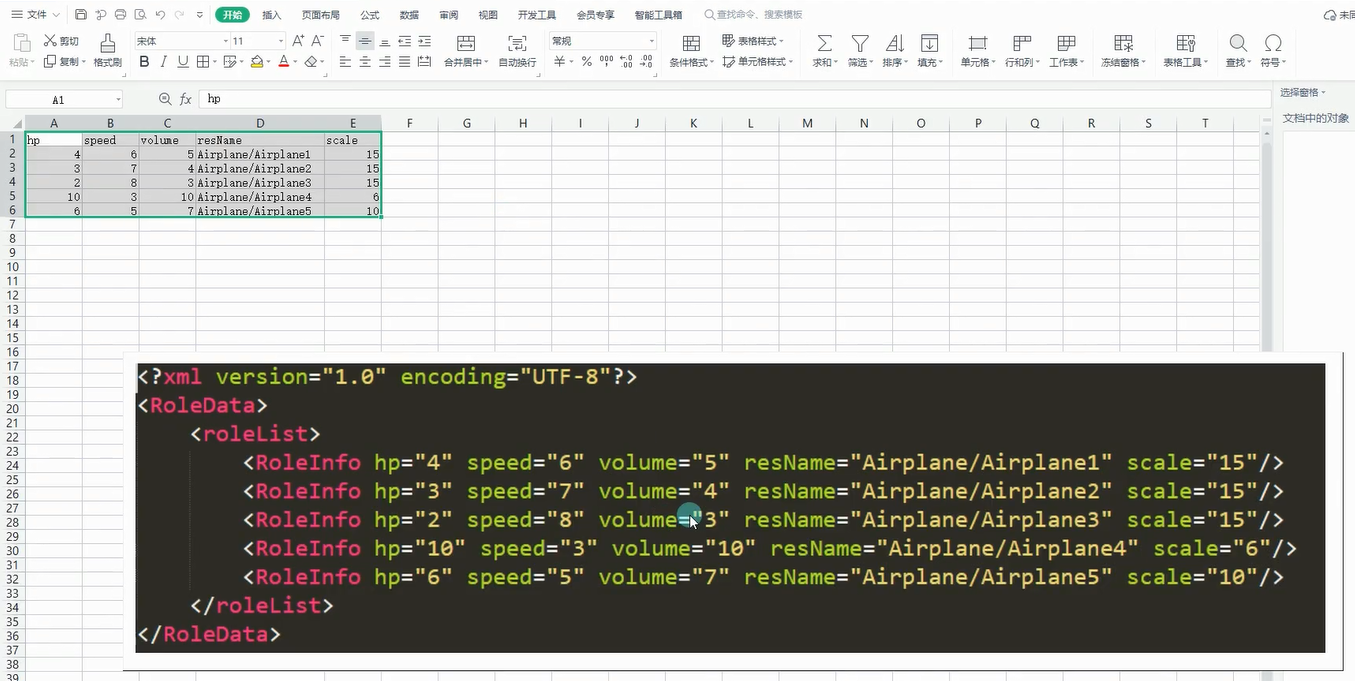 文件 开始 插入 页面布局 公式 数据 审阅 视图 开发工具 会员专享 智能工具箱 查找命令、搜索模板
粘贴 剪切 复制 格式刷 宋体 11 B I U A 合并居中 自动换行 常规 ¥ % 条件格式 表格样式 单元格样式 求和 筛选 排序 填充 单元格 行和列 工作表 冻结窗格 表格工具 查找 符号
A1 fx hp 选择窗格
文档中的对象
A B C D E F G H I J K L M N O P Q R S T
1 hp speed volume resName scale
2 4 6 5 Airplane/Airplane1 15
3 3 7 4 Airplane/Airplane2 15
4 2 8 3 Airplane/Airplane3 15
5 10 3 10 Airplane/Airplane4 6
6 6 5 7 Airplane/Airplane5 10
7
8
9
10
11
12
13
14
15
16
17
18
19
20
21
22
23
24
25
26
27
28
29
30
31
32
33
34
35
36
37
38
39
<?xml version="1.0" encoding="UTF-8"?>
<RoleData>
<roleList>
<RoleInfo hp="4" speed="6" volume="5" resName="Airplane/Airplane1" scale="15"/>
<RoleInfo hp="3" speed="7" volume="4" resName="Airplane/Airplane2" scale="15"/>
<RoleInfo hp="2" speed="8" volume="3" resName="Airplane/Airplane3" scale="15"/>
<RoleInfo hp="10" speed="3" volume="10" resName="Airplane/Airplane4" scale="6"/>
<RoleInfo hp="6" speed="5" volume="7" resName="Airplane/Airplane5" scale="10"/>
</roleList>
</RoleData>